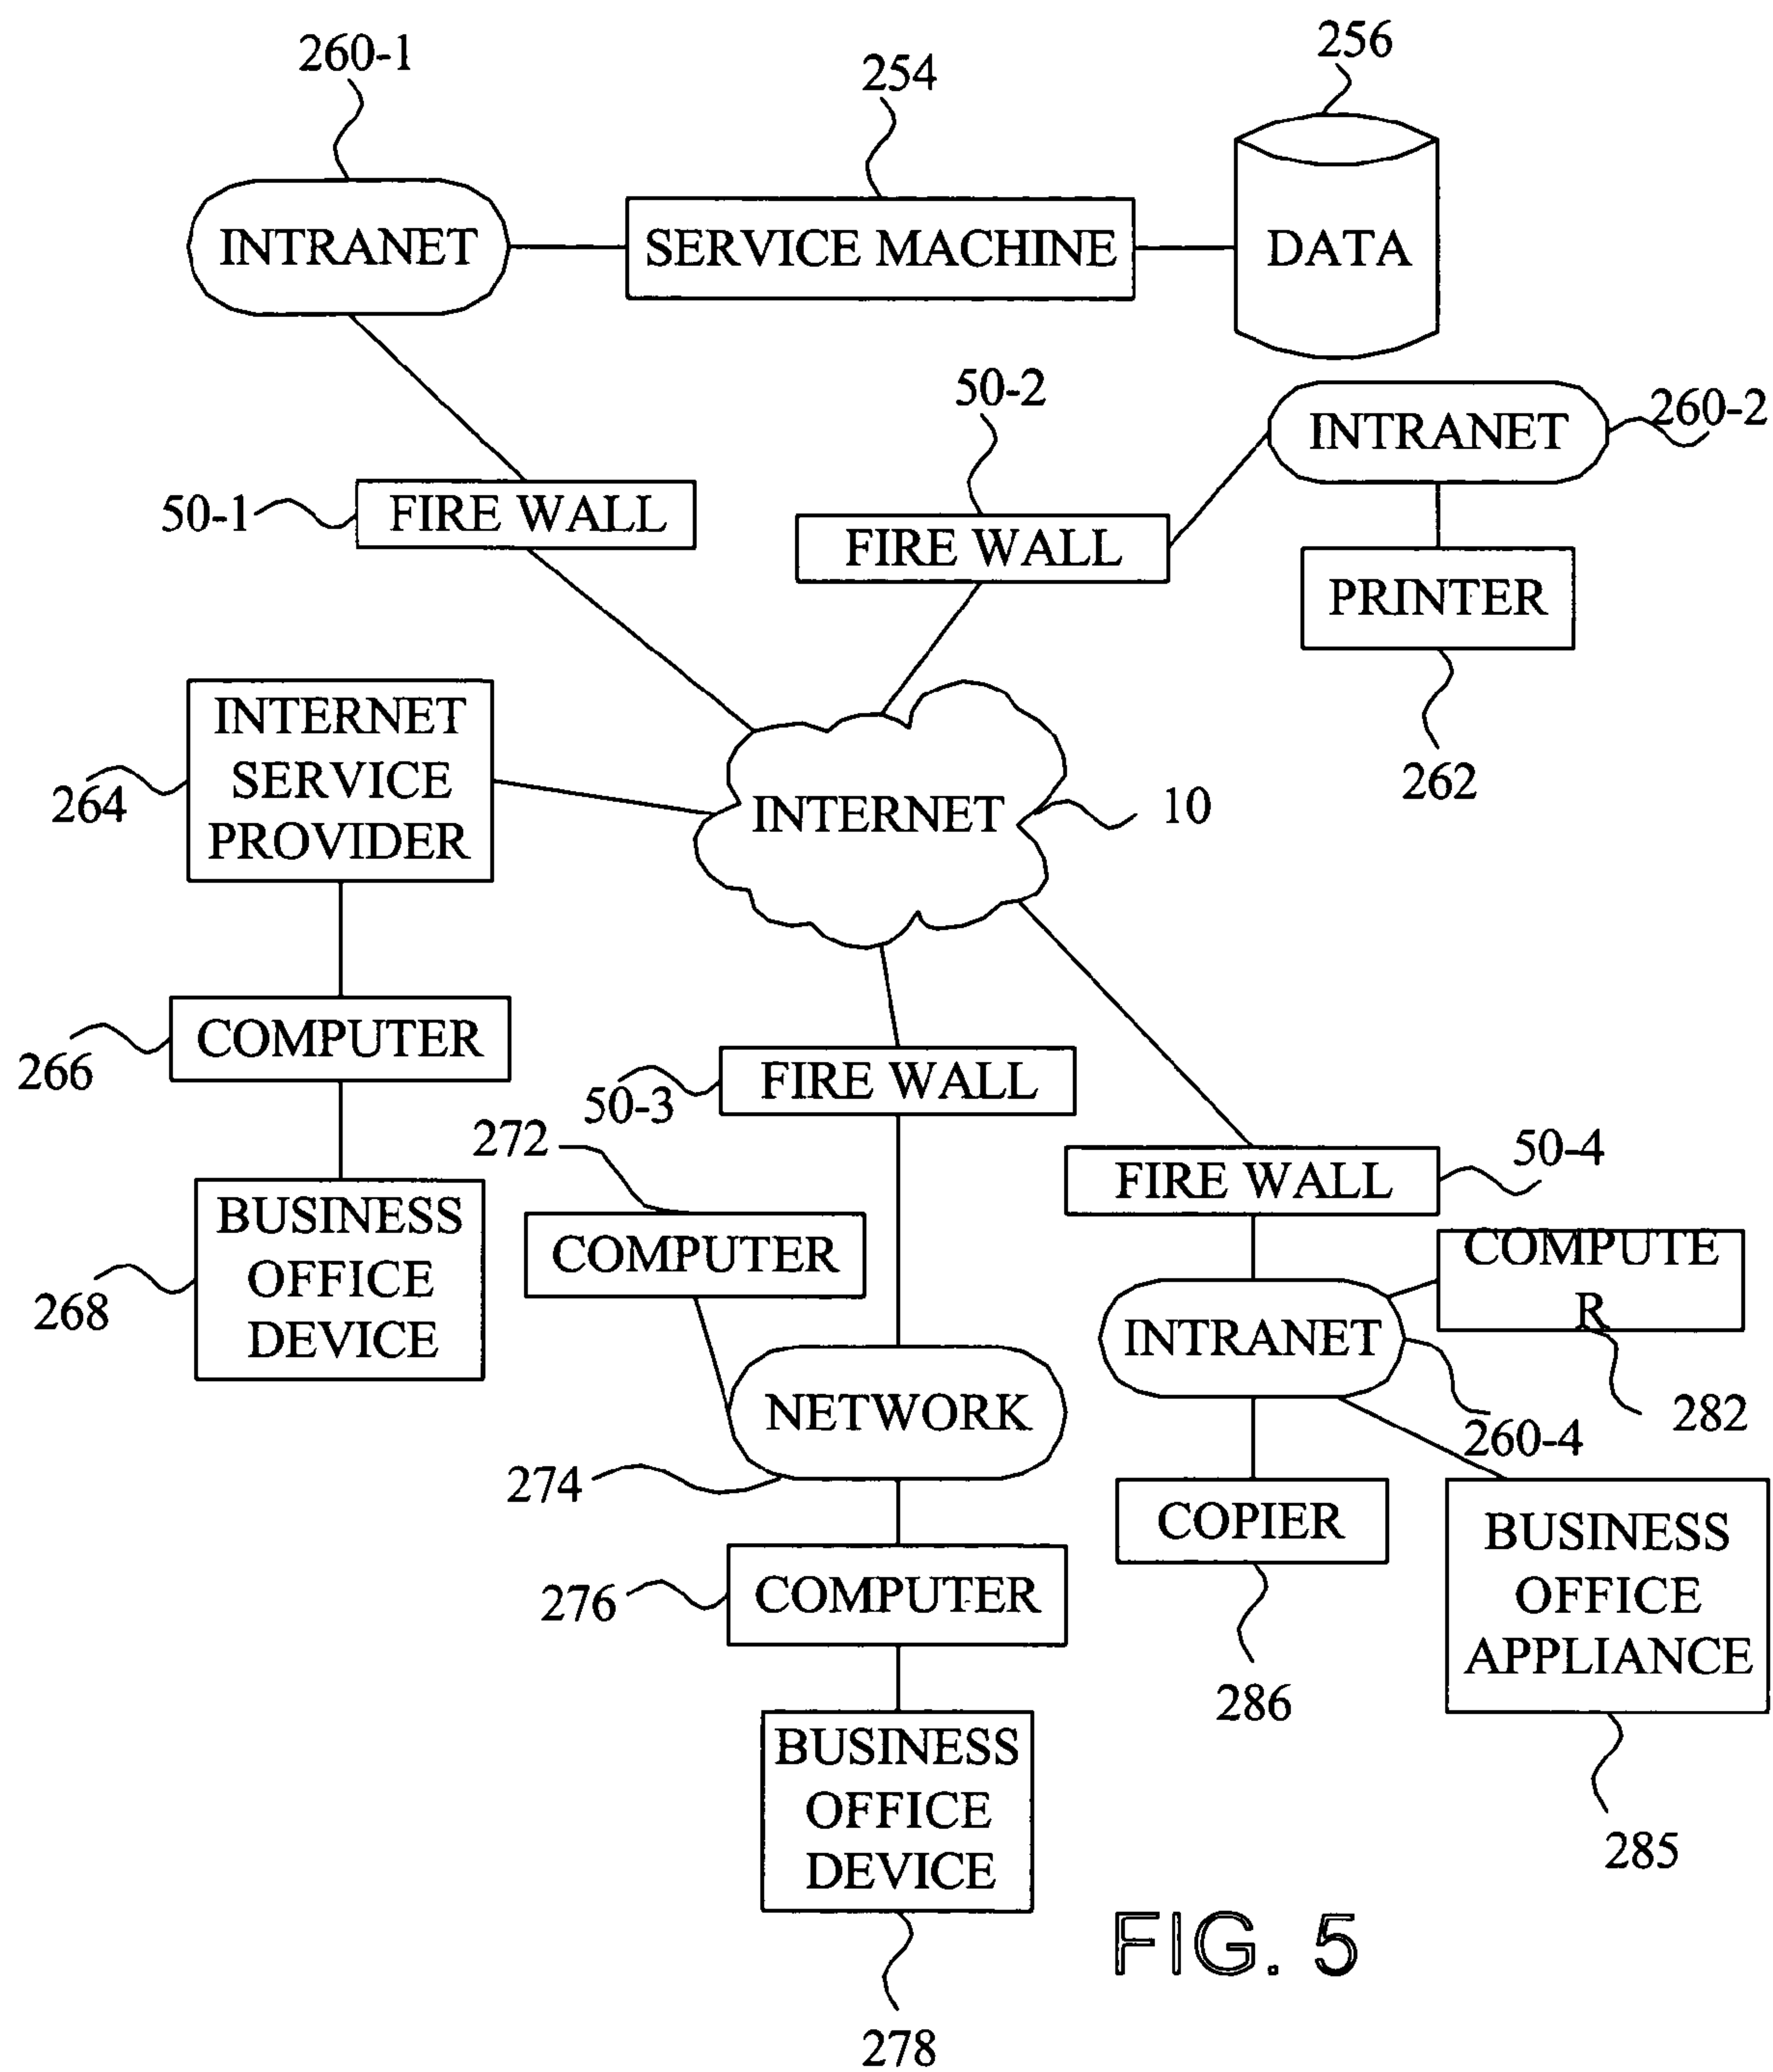 260-1
254
256
INTRANET
SERVICE MACHINE
DATA
50-2
INTRANET
260-2
50-1
FIRE WALL
FIRE WALL
PRINTER
262
INTERNET
SERVICE
PROVIDER
264
INTERNET
10
COMPUTER
266
50-3
FIRE WALL
272
50-4
FIRE WALL
BUSINESS
OFFICE
DEVICE
268
COMPUTER
COMPUTE
R
282
INTRANET
260-4
NETWORK
274
COPIER
286
BUSINESS
OFFICE
APPLIANCE
285
276
COMPUTER
BUSINESS
OFFICE
DEVICE
278
FIG. 5